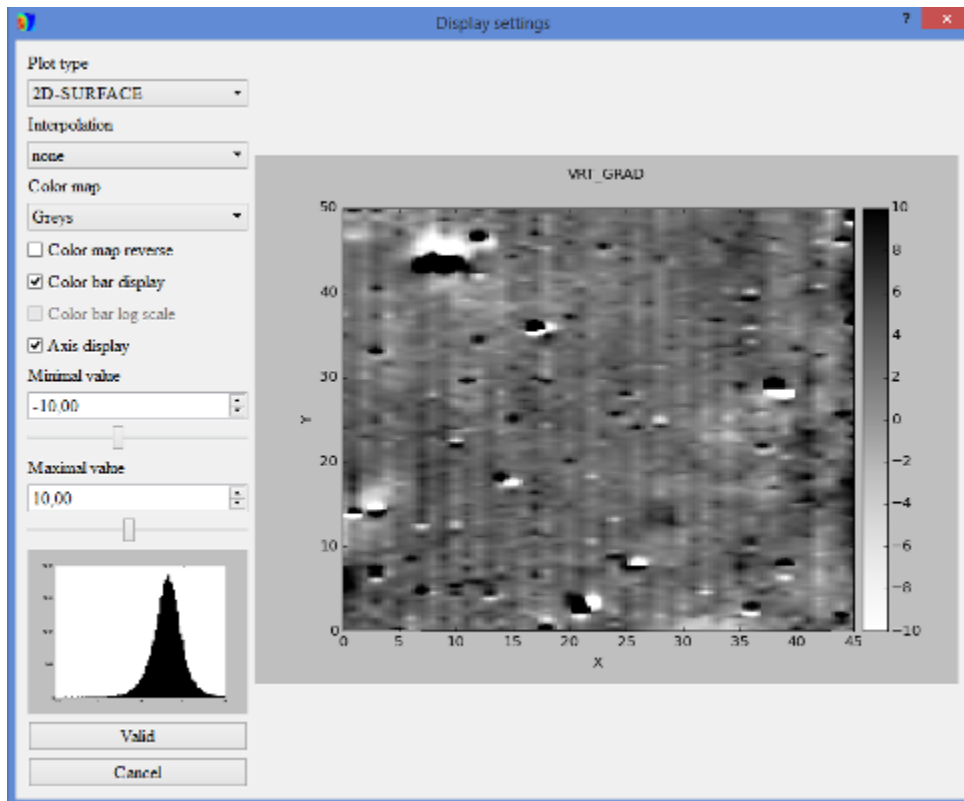 Display settings
?
×
Plot type
2D-SURFACE
Interpolation
none
Color map
Greys
Color map reverse
Color bar display
Color bar log scale
Axis display
Minimal value
-10,00
Maximal value
10,00
Valid
Cancel
VRT_GRAD
50
40
30
20
10
0
Y
0
5
10
15
20
25
30
35
40
45
X
10
8
6
4
2
0
−2
−4
−6
−8
−10